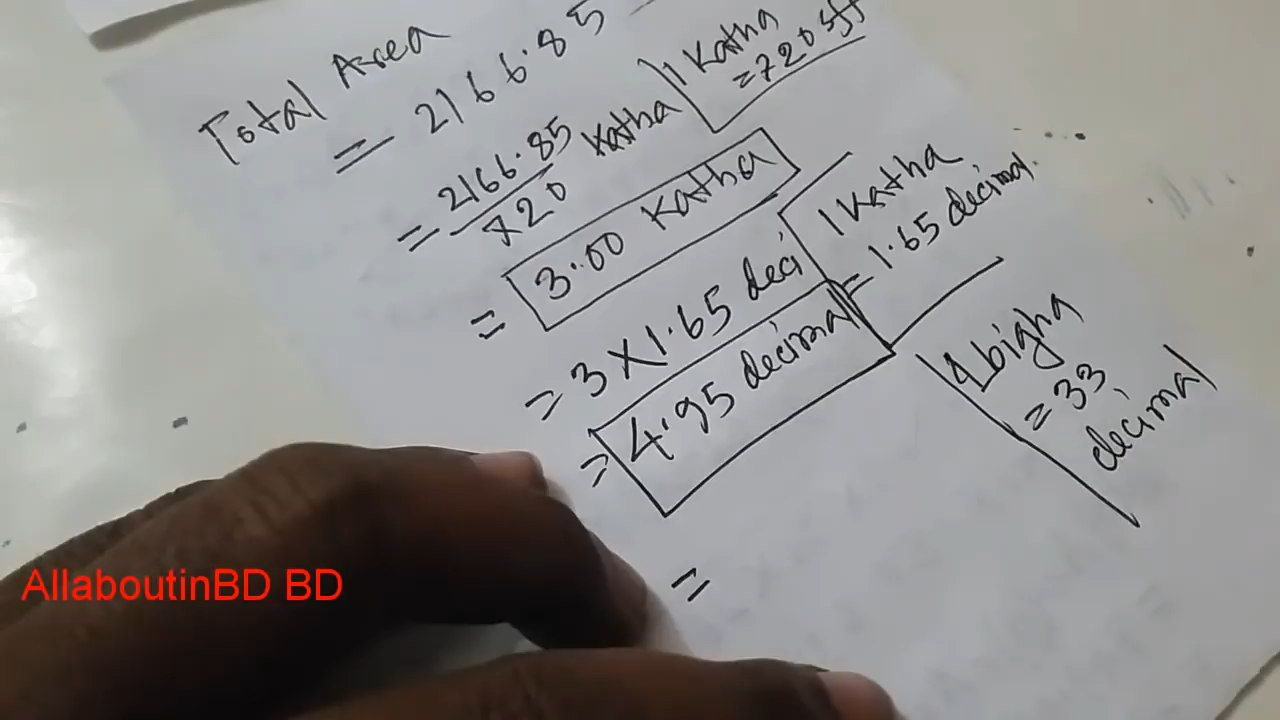 Total Area
= 2166.85
= 2166.85 / 720 Katha
1 Katha
= 720 sft
= 3.00 Katha
= 3 X 1.65 deci
1 Katha
= 1.65 decimal
= 4.95 decimal
1 bigha
= 33
decimal
=
AllaboutinBD BD